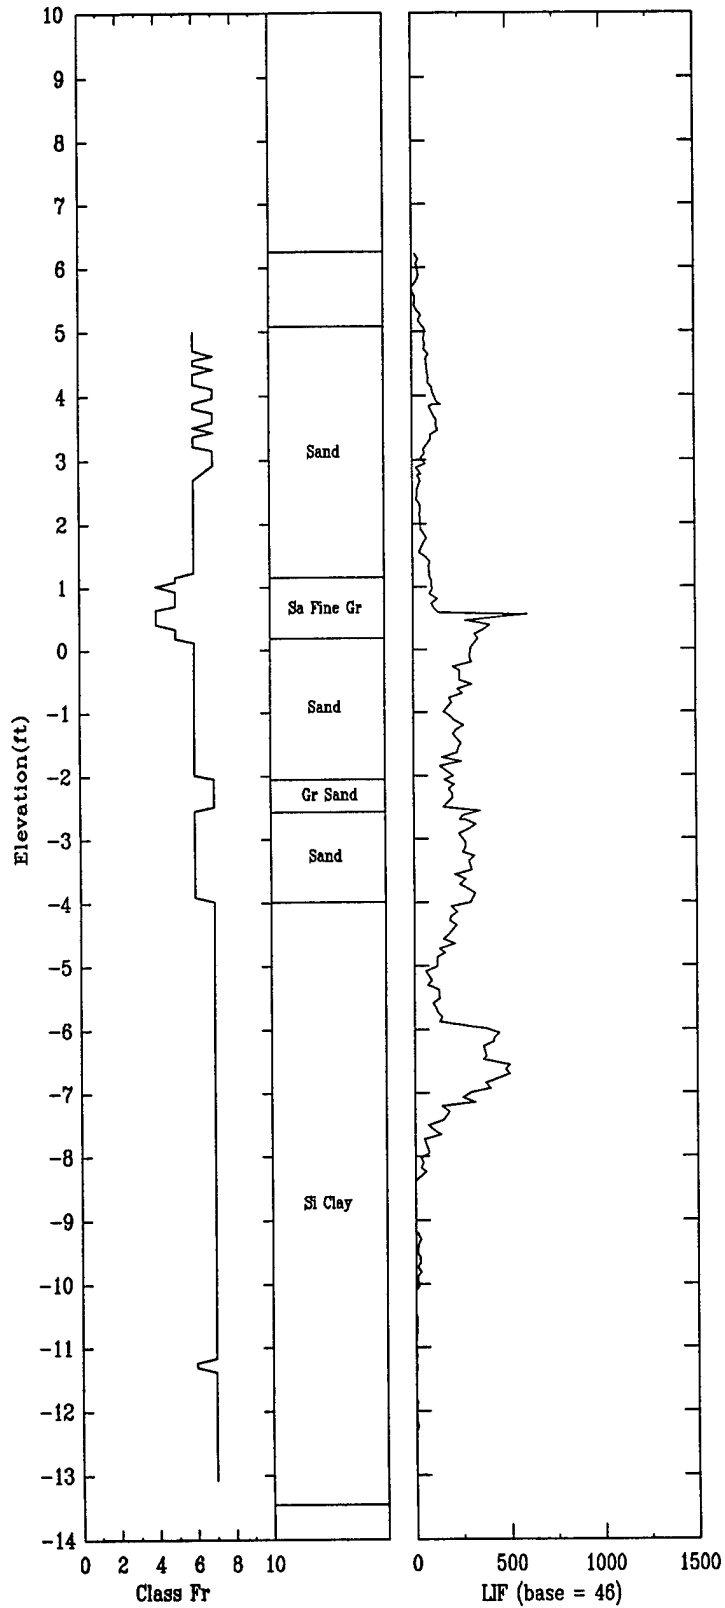 10
9
8
7
6
5
4
3
2
1
0
-1
-2
-3
-4
-5
-6
-7
-8
-9
-10
-11
-12
-13
-14
Elevation(ft)
Sand
Sa Fine Gr
Sand
Gr Sand
Sand
Si Clay
0 2 4 6 8 10
Class Fr
0 500 1000 1500
LIF (base = 46)